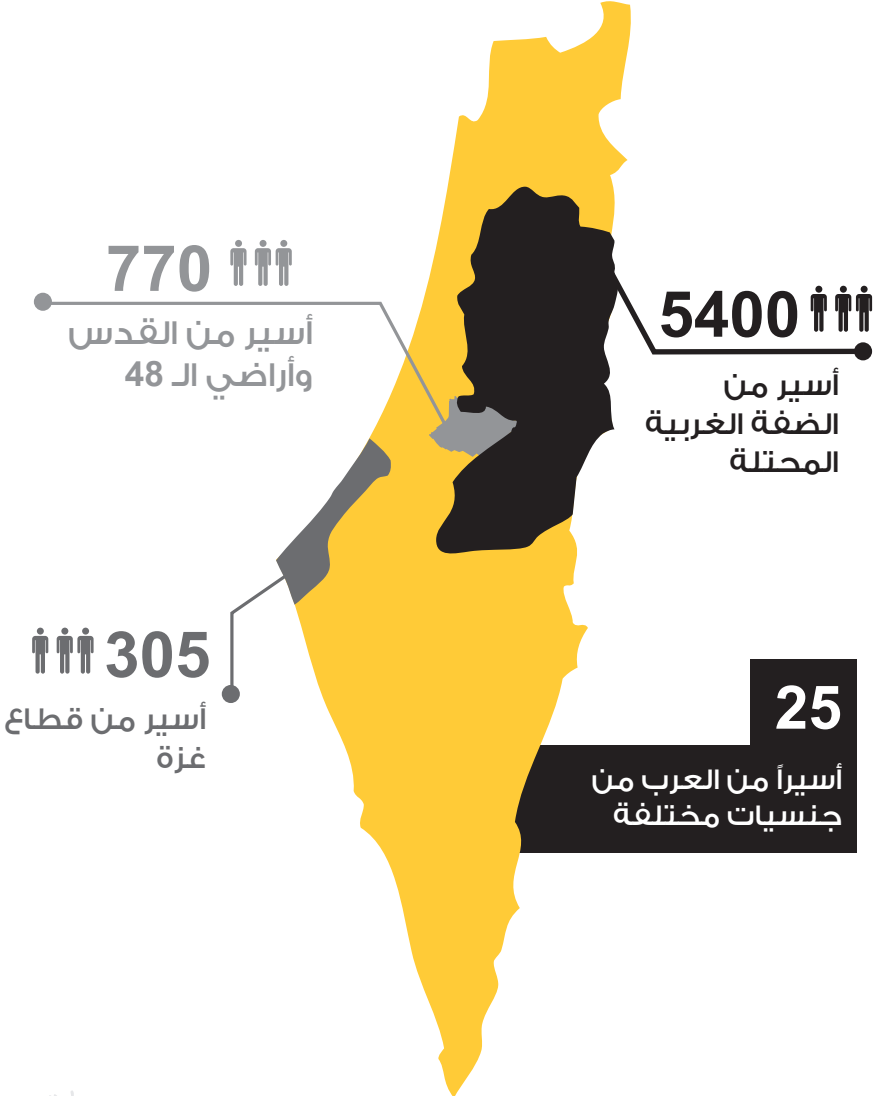 770
أسير من القدس
وأراضي الـ 48
5400
أسير من
الضفة الغربية
المحتلة
305
أسير من قطاع
غزة
25
أسيراً من العرب من
جنسيات مختلفة